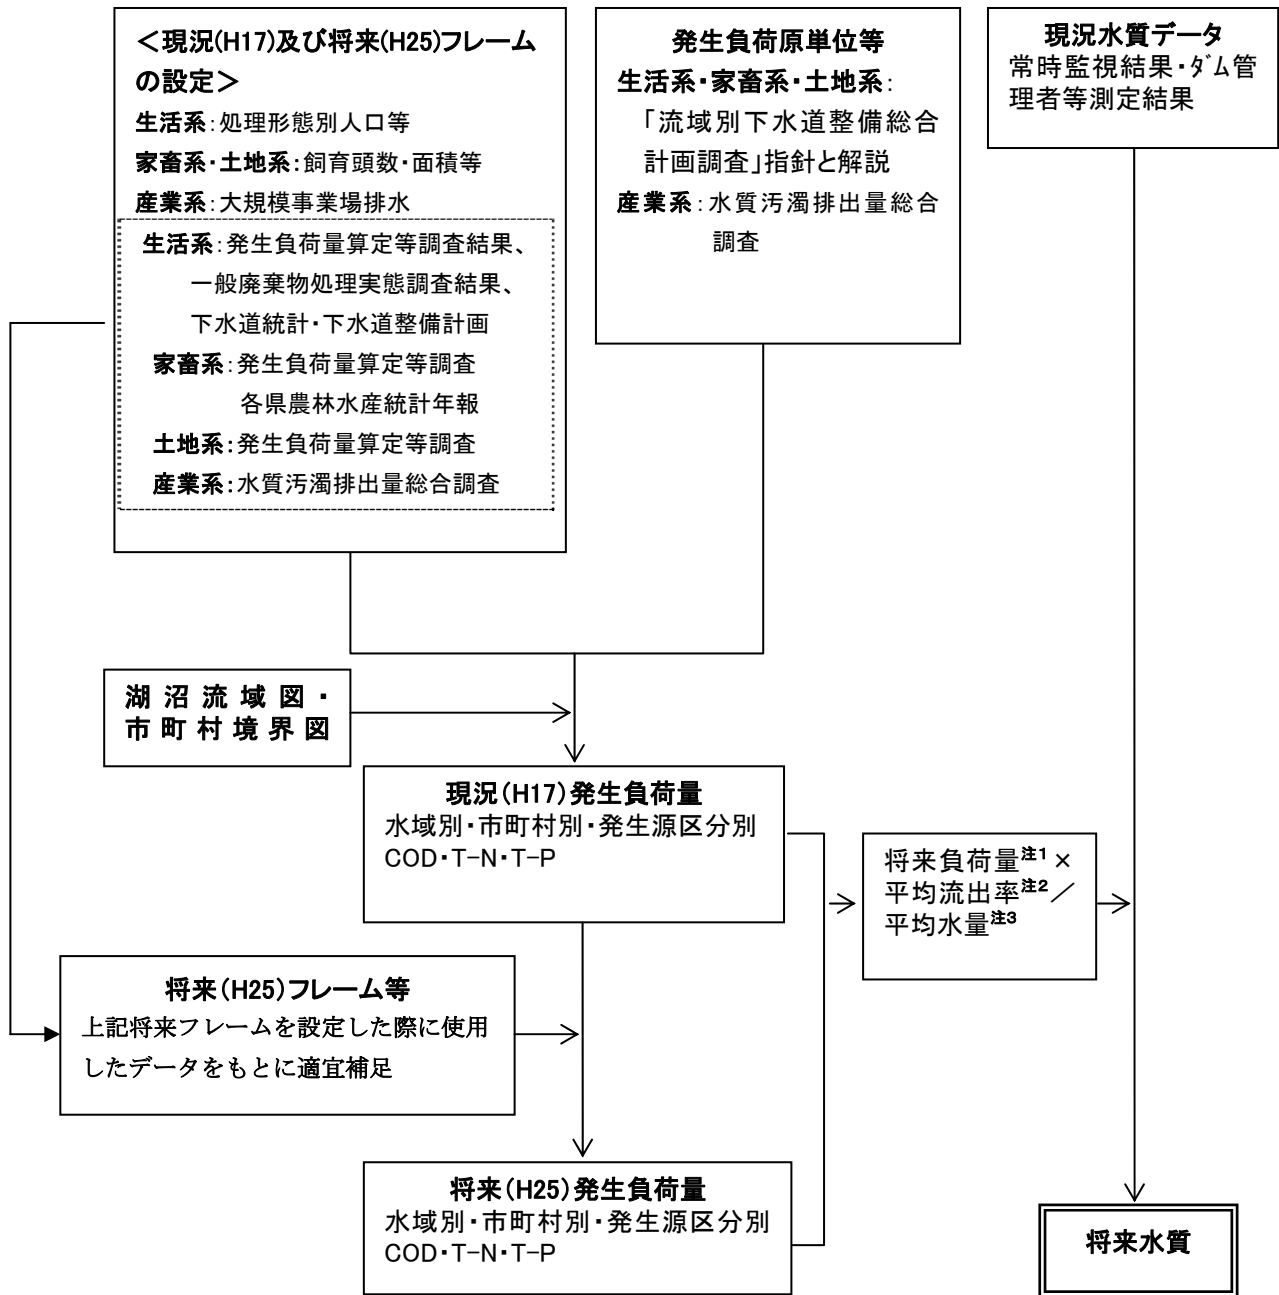 ＜現況(H17)及び将来(H25)フレーム
の設定＞
生活系：処理形態別人口等
家畜系・土地系：飼育頭数・面積等
産業系：大規模事業場排水
生活系：発生負荷量算定等調査結果、
一般廃棄物処理実態調査結果、
下水道統計・下水道整備計画
家畜系：発生負荷量算定等調査
各県農林水産統計年報
土地系：発生負荷量算定等調査
産業系：水質汚濁排出量総合調査
発生負荷原単位等
生活系・家畜系・土地系：
「流域別下水道整備総合
計画調査」指針と解説
産業系：水質汚濁排出量総合
調査
現況水質データ
常時監視結果・ﾀﾞﾑ管
理者等測定結果
湖沼流域図・
市町村境界図
現況(H17)発生負荷量
水域別・市町村別・発生源区分別
COD・T-N・T-P
将来負荷量注1×
平均流出率注2／
平均水量注3
将来(H25)フレーム等
上記将来フレームを設定した際に使用
したデータをもとに適宜補足
将来(H25)発生負荷量
水域別・市町村別・発生源区分別
COD・T-N・T-P
将来水質